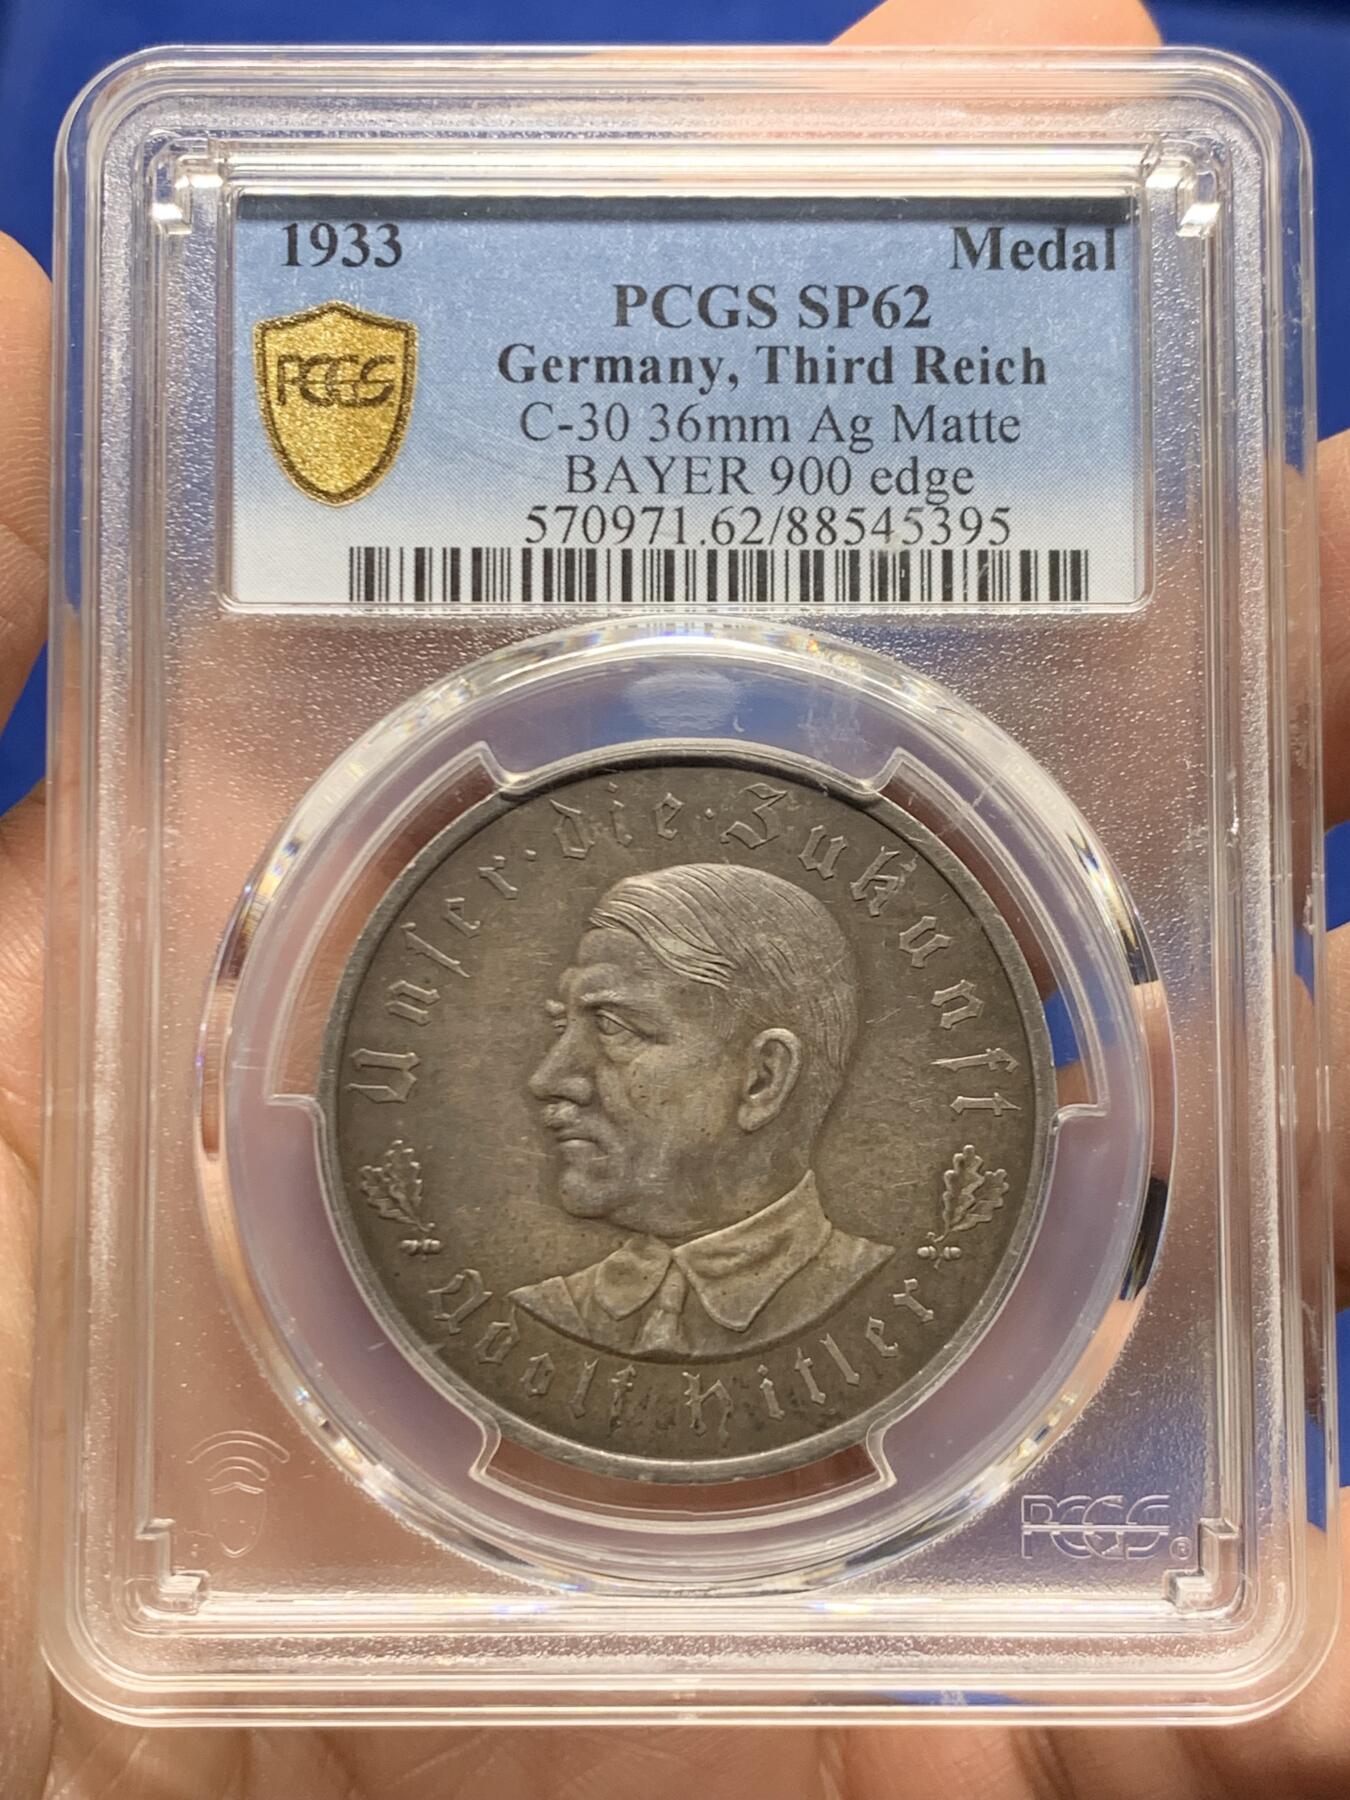 1933 Medal
PCGS SP62
PCGS
Germany, Third Reich
C-30 36mm Ag Matte
BAYER 900 edge
570971.62/88545395
Unser · die · Zukunft
Adolf Hitler
PCGS ®